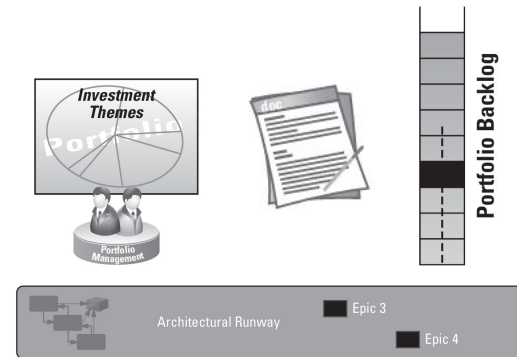 Investment
Themes
Portfolio
Portfolio
Management
doc
Portfolio Backlog
Architectural Runway
Epic 3
Epic 4